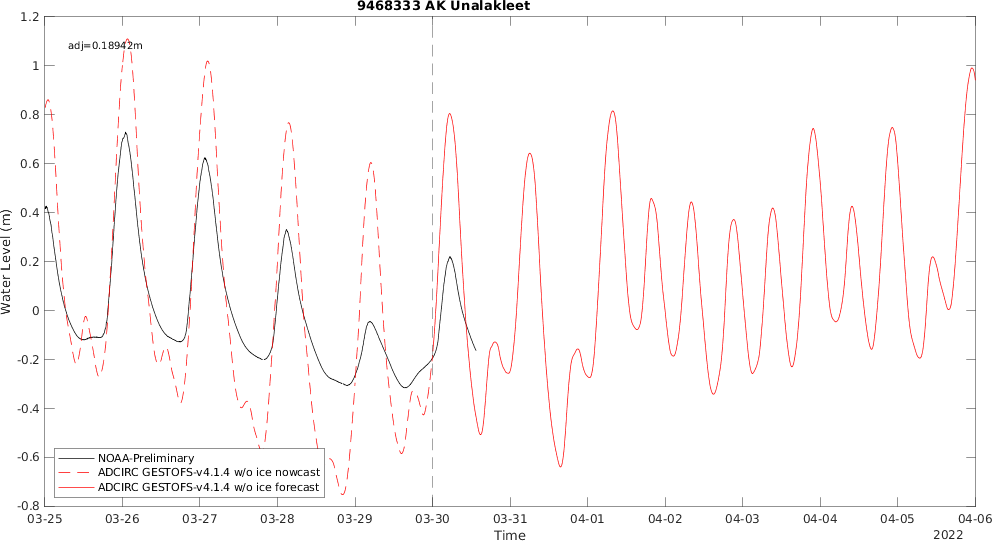 9468333 AK Unalakleet
adj=0.18942m
1.2
1
0.8
0.6
0.4
0.2
0
-0.2
-0.4
-0.6
-0.8
Water Level (m)
NOAA-Preliminary
ADCIRC GESTOFS-v4.1.4 w/o ice nowcast
ADCIRC GESTOFS-v4.1.4 w/o ice forecast
03-25 03-26 03-27 03-28 03-29 03-30 03-31 04-01 04-02 04-03 04-04 04-05 04-06
Time
2022